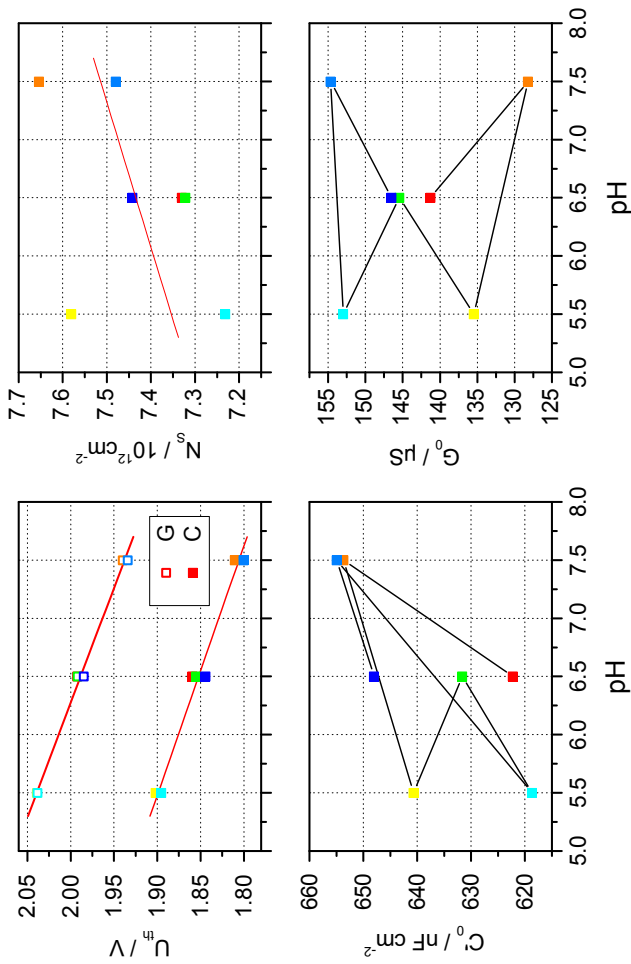 U_th / V
2.05
2.00
1.95
1.90
1.85
1.80
G
C
N_S / 10^12 cm^-2
7.7
7.6
7.5
7.4
7.3
7.2
C'_0 / nF cm^-2
660
650
640
630
620
5.0 5.5 6.0 6.5 7.0 7.5 8.0
pH
G_0 / µS
155
150
145
140
135
130
125
5.0 5.5 6.0 6.5 7.0 7.5 8.0
pH